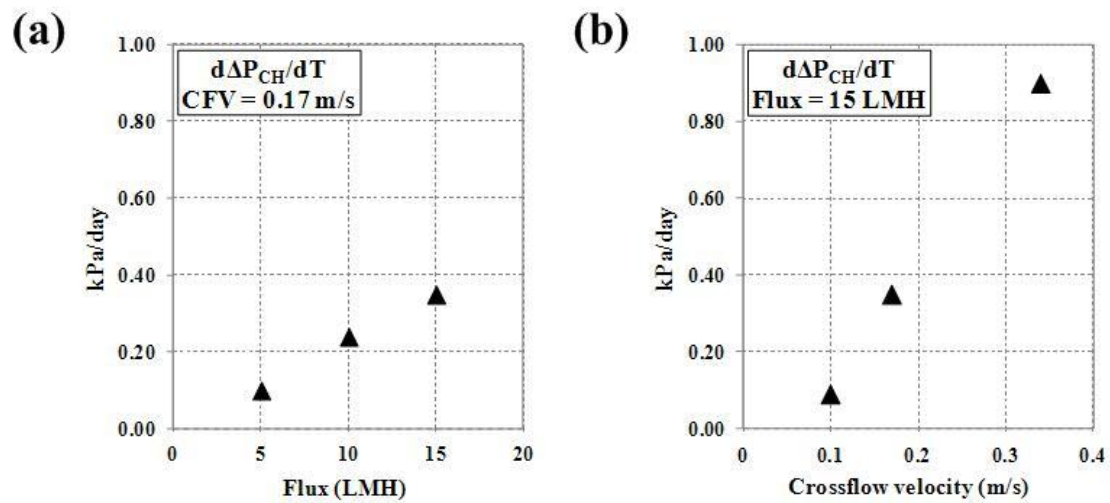 (a)
dΔP_CH/dT
CFV = 0.17 m/s
1.00
0.80
0.60
0.40
0.20
0.00
kPa/day
0 5 10 15 20
Flux (LMH)
(b)
dΔP_CH/dT
Flux = 15 LMH
1.00
0.80
0.60
0.40
0.20
0.00
kPa/day
0 0.1 0.2 0.3 0.4
Crossflow velocity (m/s)